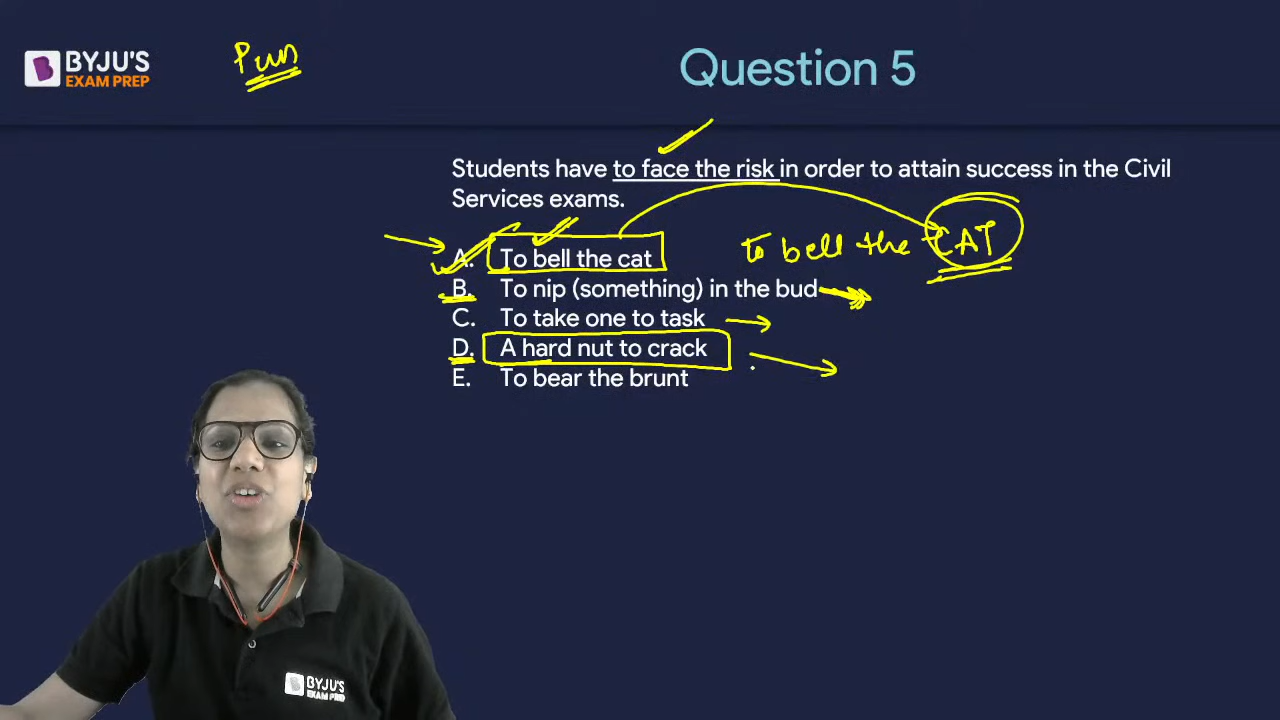 BYJU'S
EXAM PREP
Pun
Question 5
Students have to face the risk in order to attain success in the Civil
Services exams.
A. To bell the cat
to bell the CAT
B. To nip (something) in the bud
C. To take one to task
D. A hard nut to crack
E. To bear the brunt
BYJU'S
EXAM PREP